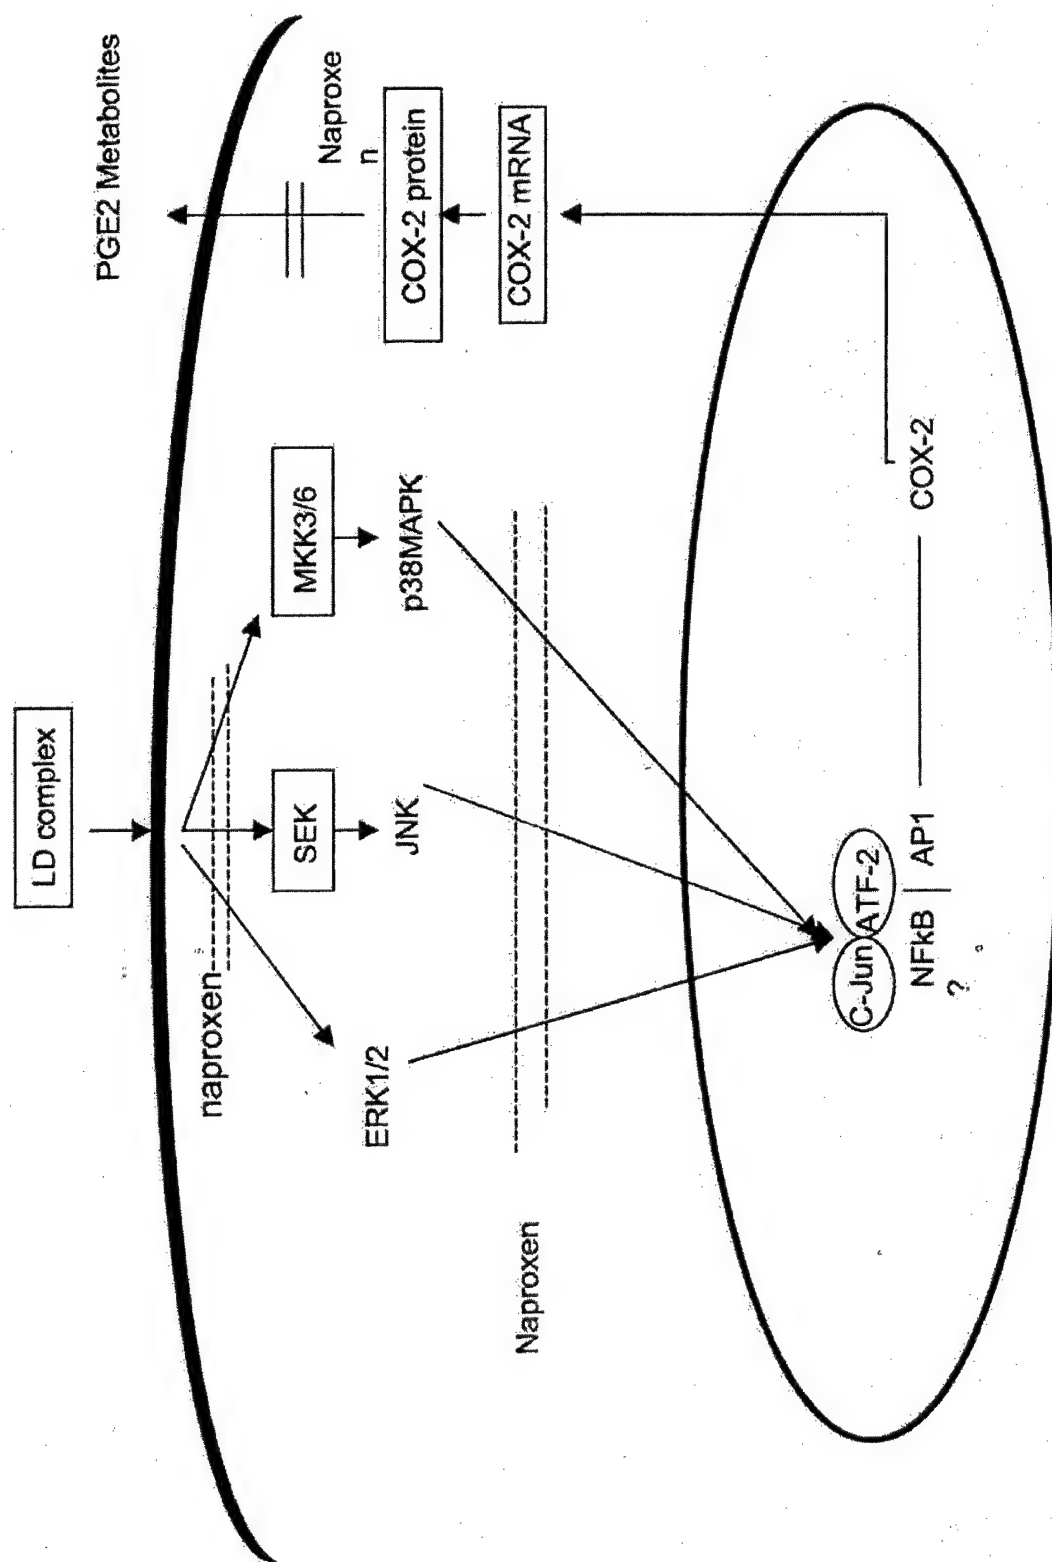 LD complex
PGE2 Metabolites
naproxen
Naproxe
n
SEK
MKK3/6
COX-2 protein
ERK1/2
JNK
p38MAPK
COX-2 mRNA
Naproxen
C-Jun
ATF-2
NFkB
AP1
COX-2
?